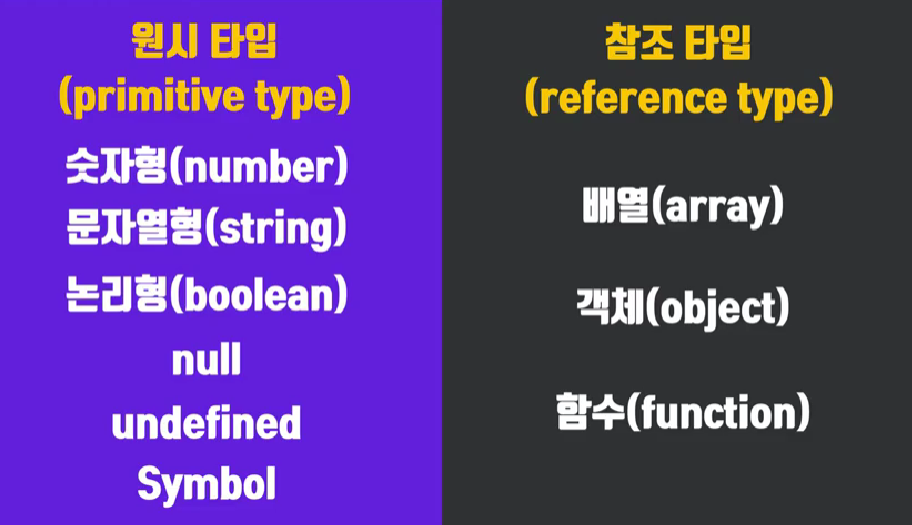 원시 타입
(primitive type)
숫자형(number)
문자열형(string)
논리형(boolean)
null
undefined
Symbol
참조 타입
(reference type)
배열(array)
객체(object)
함수(function)